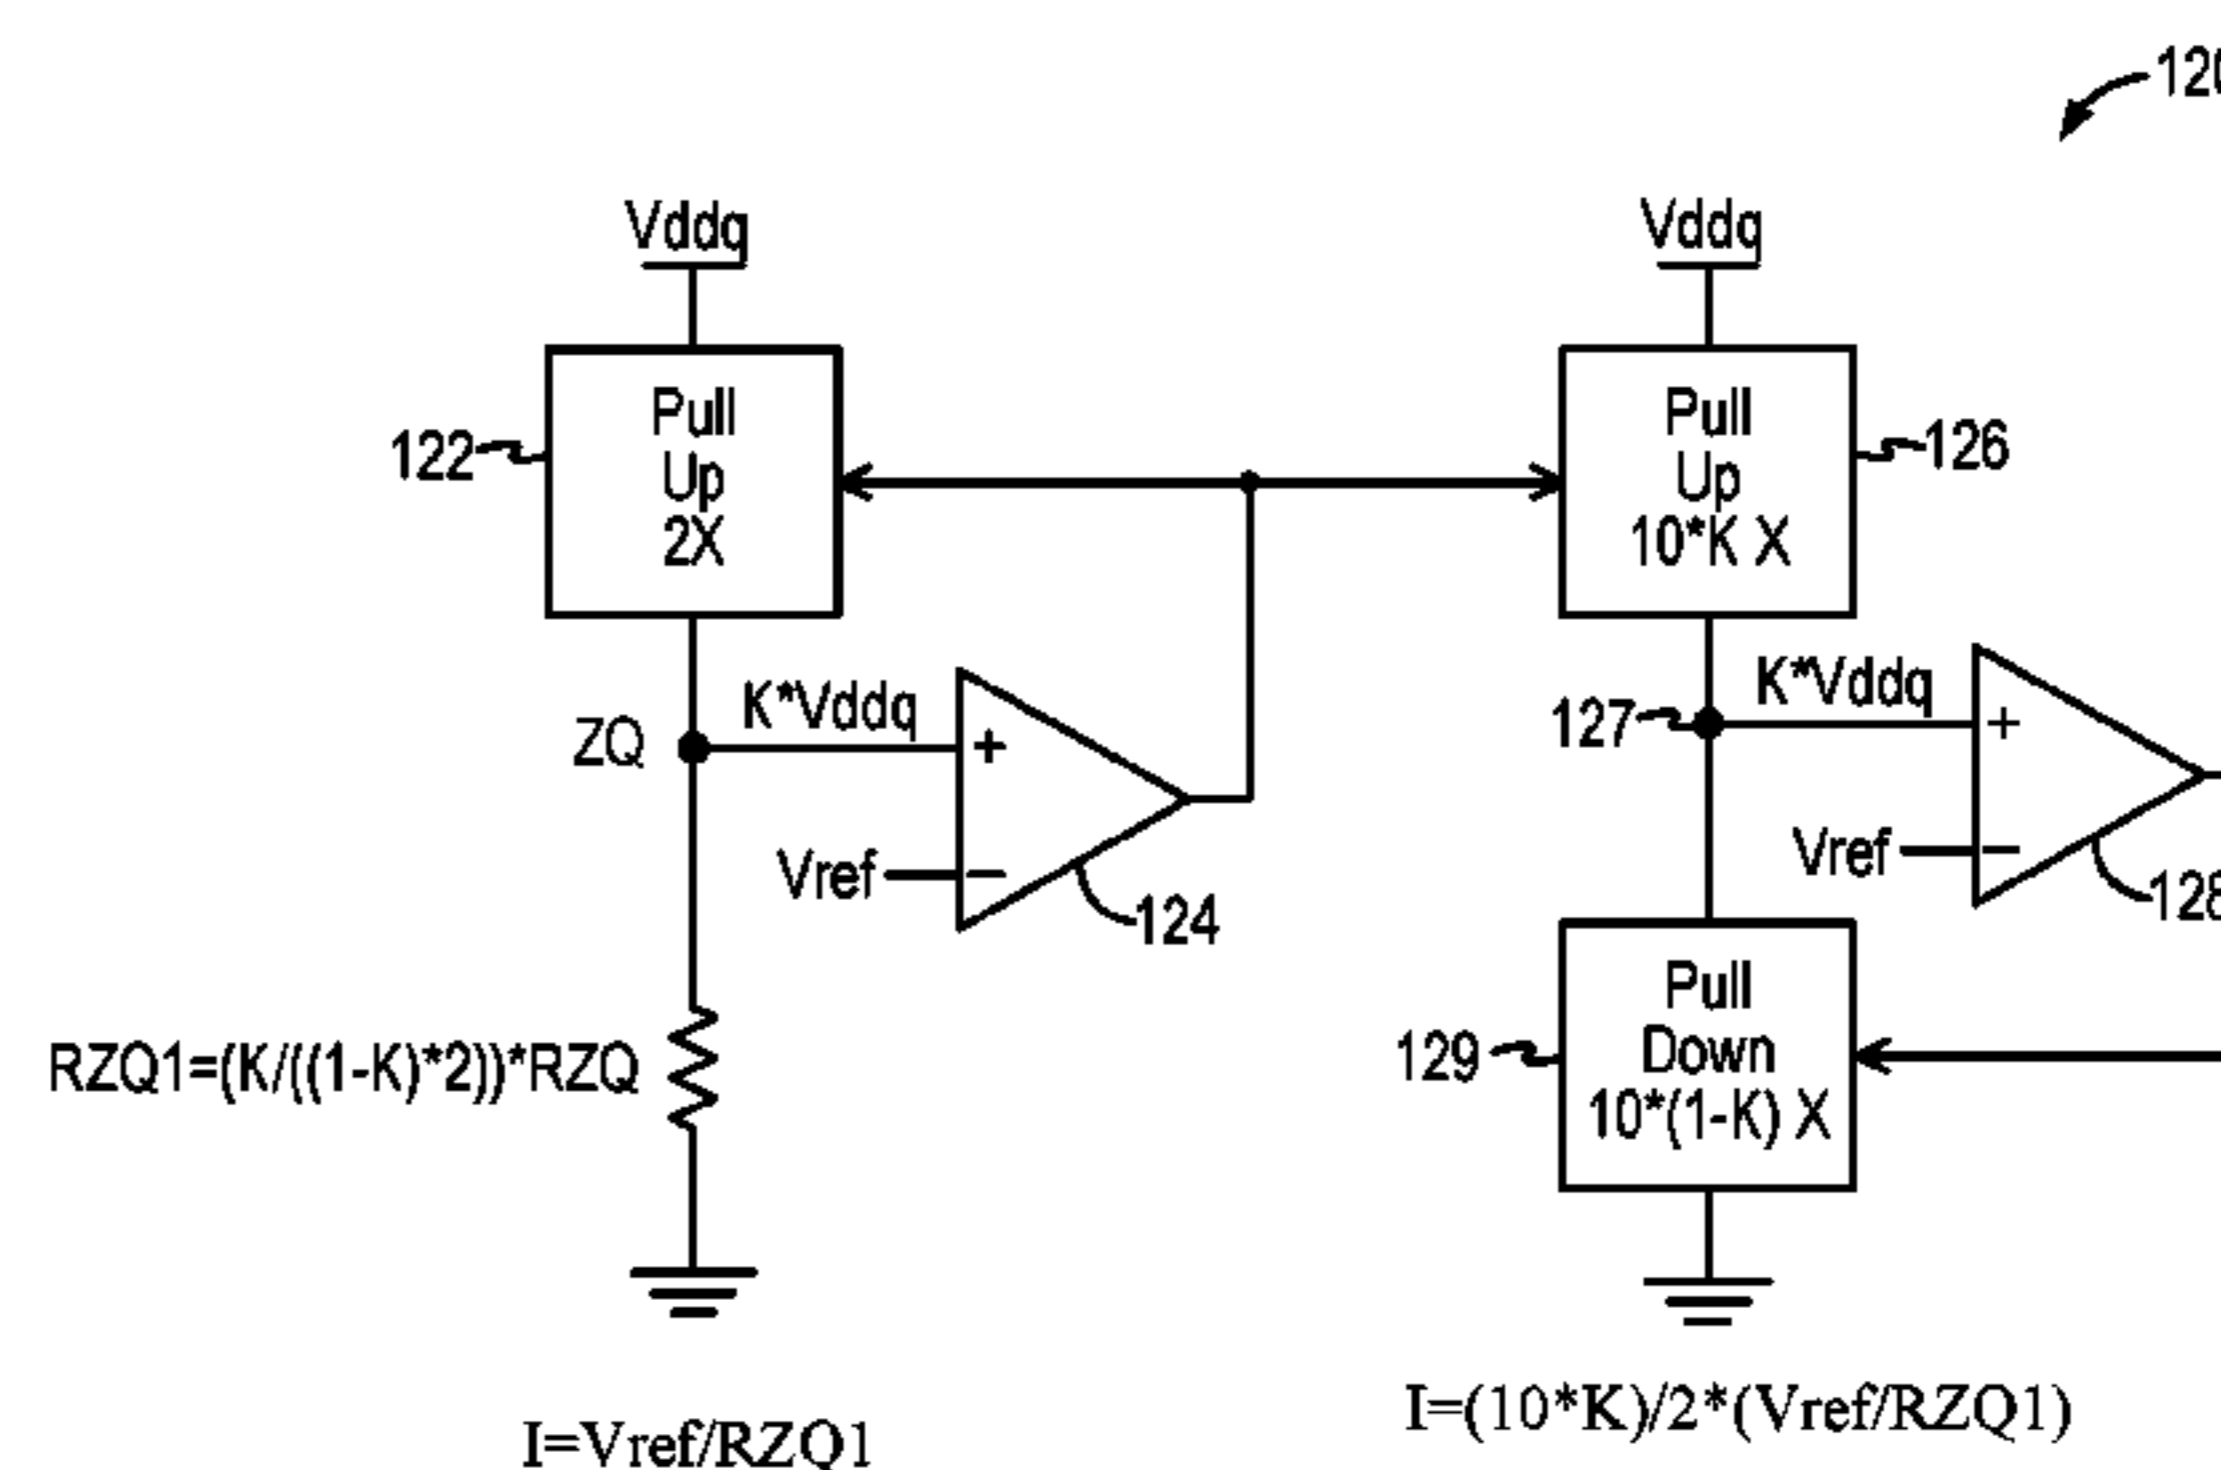 120
Vddq
Vddq
Pull
Up
2X
122
Pull
Up
10*K X
126
ZQ
K*Vddq
+
Vref
−
124
127
K*Vddq
+
Vref
−
128
RZQ1=(K/((1-K)*2))*RZQ
129
Pull
Down
10*(1-K) X
I=Vref/RZQ1
I=(10*K)/2*(Vref/RZQ1)